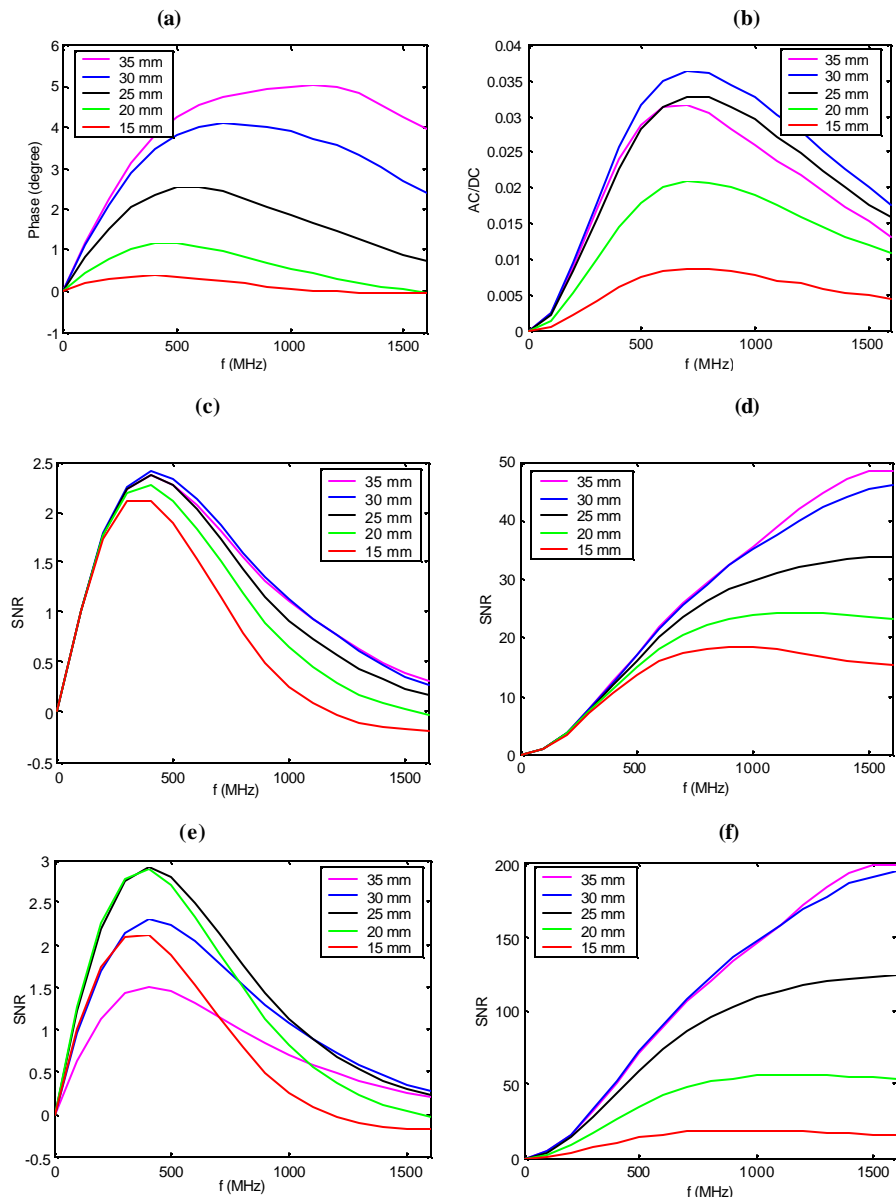 (a)
6
5
4
3
2
1
0
-1
Phase (degree)
35 mm
30 mm
25 mm
20 mm
15 mm
0
500
1000
1500
f (MHz)
(b)
0.04
0.035
0.03
0.025
0.02
0.015
0.01
0.005
0
AC/DC
35 mm
30 mm
25 mm
20 mm
15 mm
0
500
1000
1500
f (MHz)
(c)
2.5
2
1.5
1
0.5
0
-0.5
SNR
35 mm
30 mm
25 mm
20 mm
15 mm
0
500
1000
1500
f (MHz)
(d)
50
40
30
20
10
0
SNR
35 mm
30 mm
25 mm
20 mm
15 mm
0
500
1000
1500
f (MHz)
(e)
3
2.5
2
1.5
1
0.5
0
-0.5
SNR
35 mm
30 mm
25 mm
20 mm
15 mm
0
500
1000
1500
f (MHz)
(f)
200
150
100
50
0
SNR
35 mm
30 mm
25 mm
20 mm
15 mm
0
500
1000
1500
f (MHz)